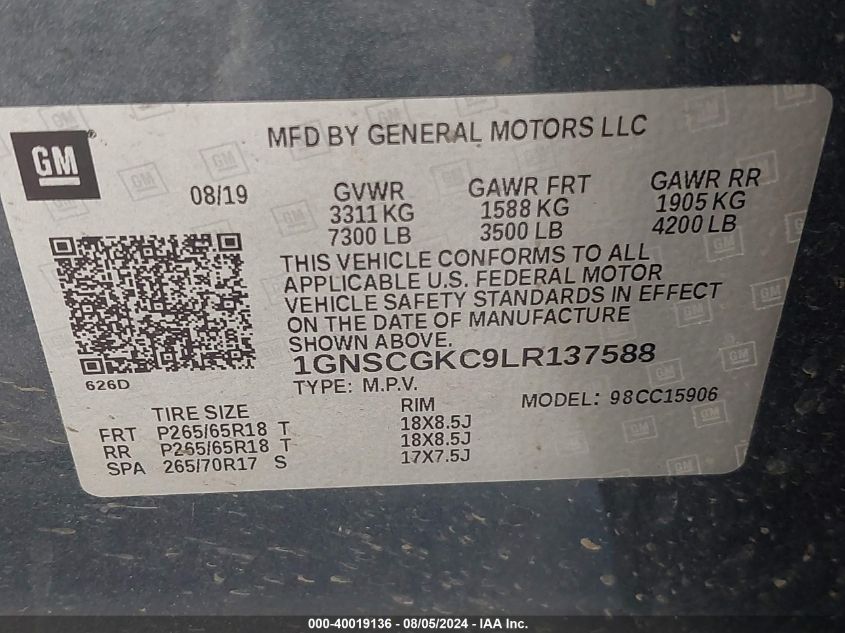 GM
MFD BY GENERAL MOTORS LLC
08/19
GVWR
3311 KG
7300 LB
GAWR FRT
1588 KG
3500 LB
GAWR RR
1905 KG
4200 LB
THIS VEHICLE CONFORMS TO ALL
APPLICABLE U.S. FEDERAL MOTOR
VEHICLE SAFETY STANDARDS IN EFFECT
ON THE DATE OF MANUFACTURE
SHOWN ABOVE.
1GNSCGKC9LR137588
626D
TYPE: M.P.V.
MODEL: 98CC15906
TIRE SIZE RIM
FRT P265/65R18 T 18X8.5J
RR P265/65R18 T 18X8.5J
SPA 265/70R17 S 17X7.5J
000-40019136 - 08/05/2024 - IAA Inc.